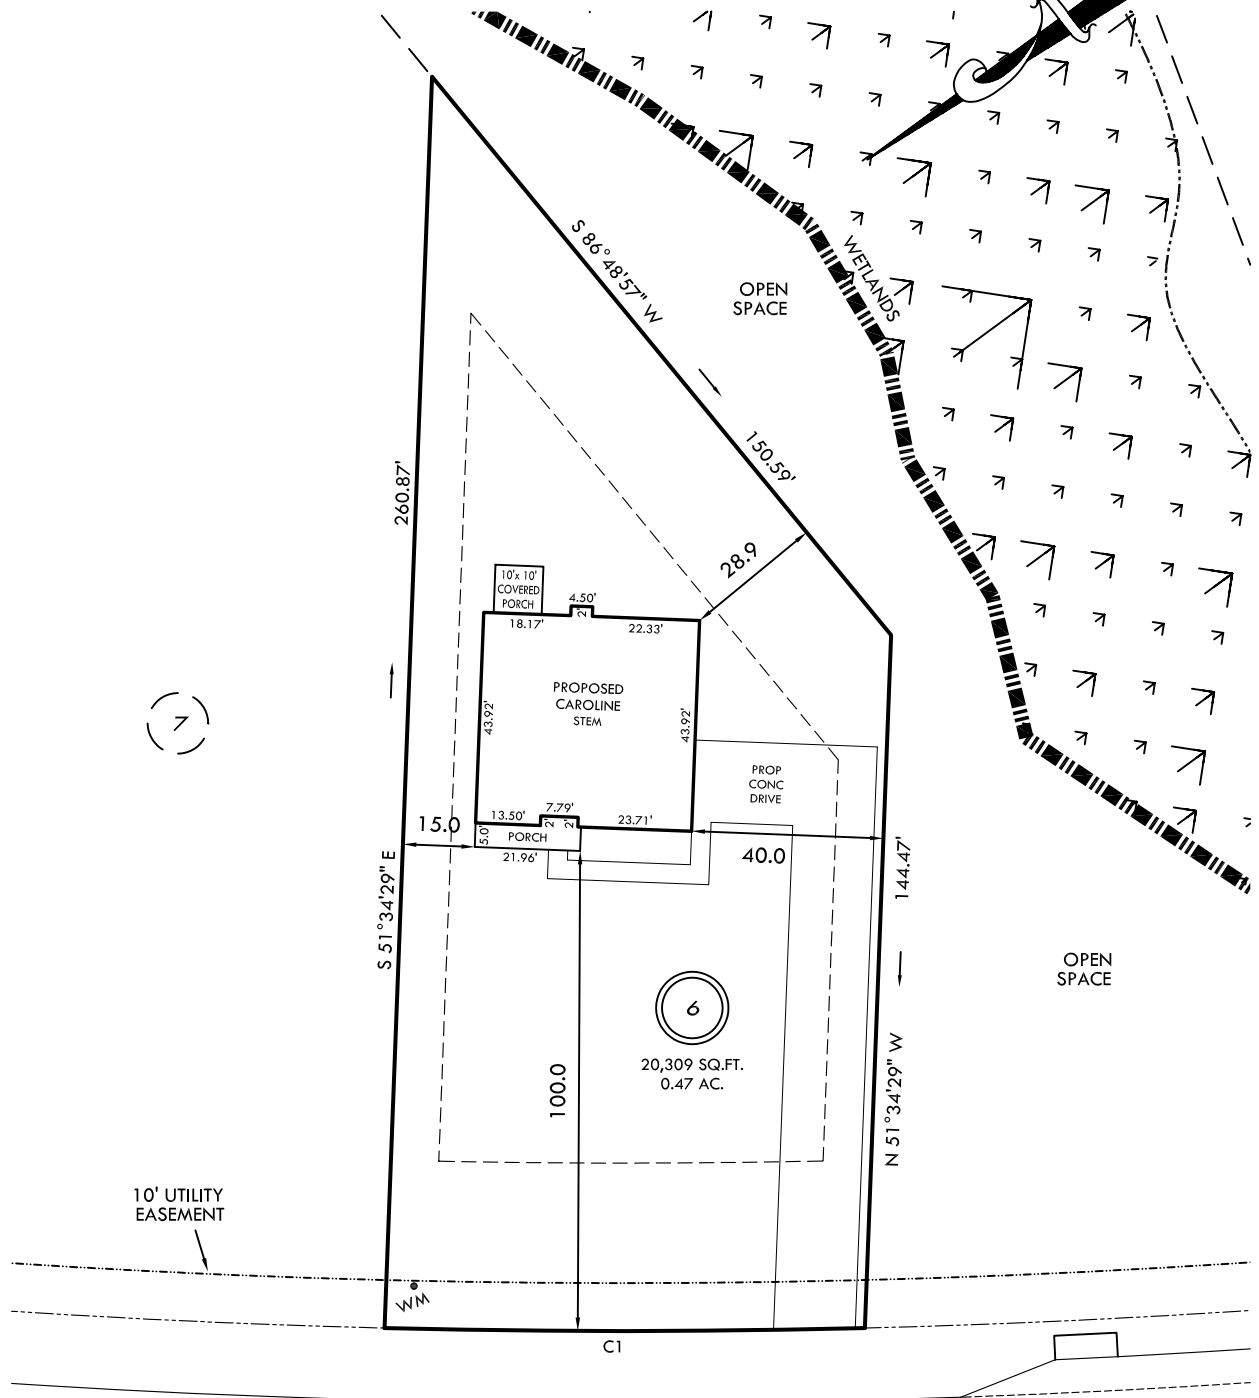 WETLANDS
S 86°48'57" W
OPEN
SPACE
150.59'
260.87'
28.9
10'x 10'
COVERED
PORCH
4.50'
2'
18.17'
22.33'
PROPOSED
CAROLINE
STEM
43.92'
43.92'
7
PROP
CONC
DRIVE
7.79'
13.50'
2'
2'
23.71'
15.0
5.0'
PORCH
21.96'
40.0
144.47'
S 51°34'29" E
OPEN
SPACE
6
20,309 SQ.FT.
0.47 AC.
100.0
N 51°34'29" W
10' UTILITY
EASEMENT
WM
C1